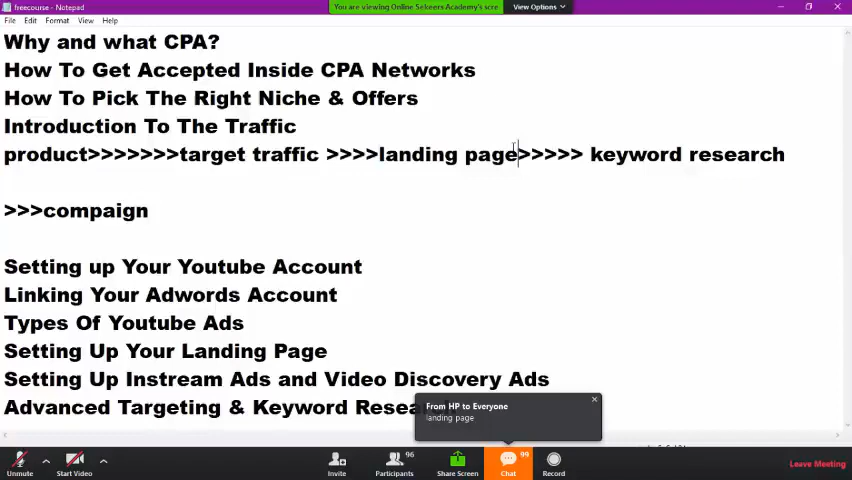 freecourse - Notepad
You are viewing Online Sekeers Academy's scre
View Options
File Edit Format View Help
Why and what CPA?
How To Get Accepted Inside CPA Networks
How To Pick The Right Niche & Offers
Introduction To The Traffic
product>>>>>>>target traffic >>>>landing page>>>>> keyword research
>>>compaign
Setting up Your Youtube Account
Linking Your Adwords Account
Types Of Youtube Ads
Setting Up Your Landing Page
Setting Up Instream Ads and Video Discovery Ads
Advanced Targeting & Keyword Resear
From HP to Everyone
landing page
96
99
Unmute
Start Video
Invite
Participants
Share Screen
Chat
Record
Leave Meeting